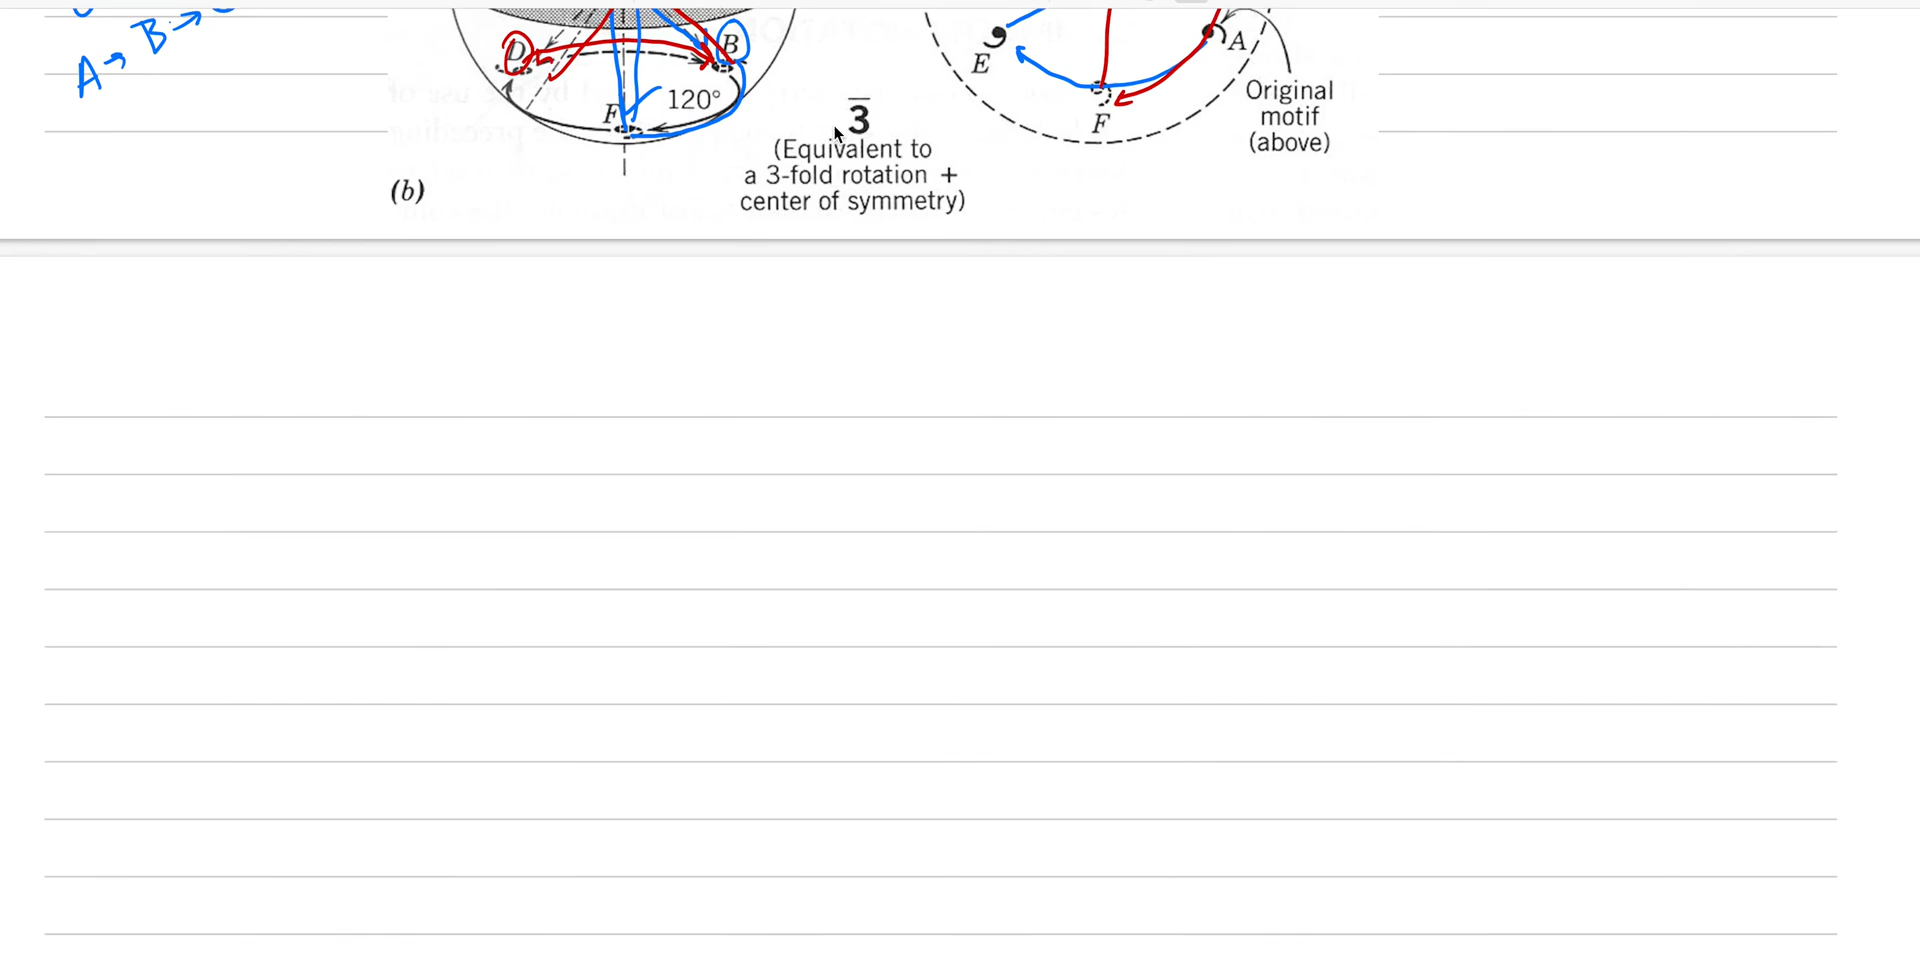 A → B →
D
B
F
120°
(b)
3̅
(Equivalent to
a 3-fold rotation +
center of symmetry)
E
F
A
Original
motif
(above)